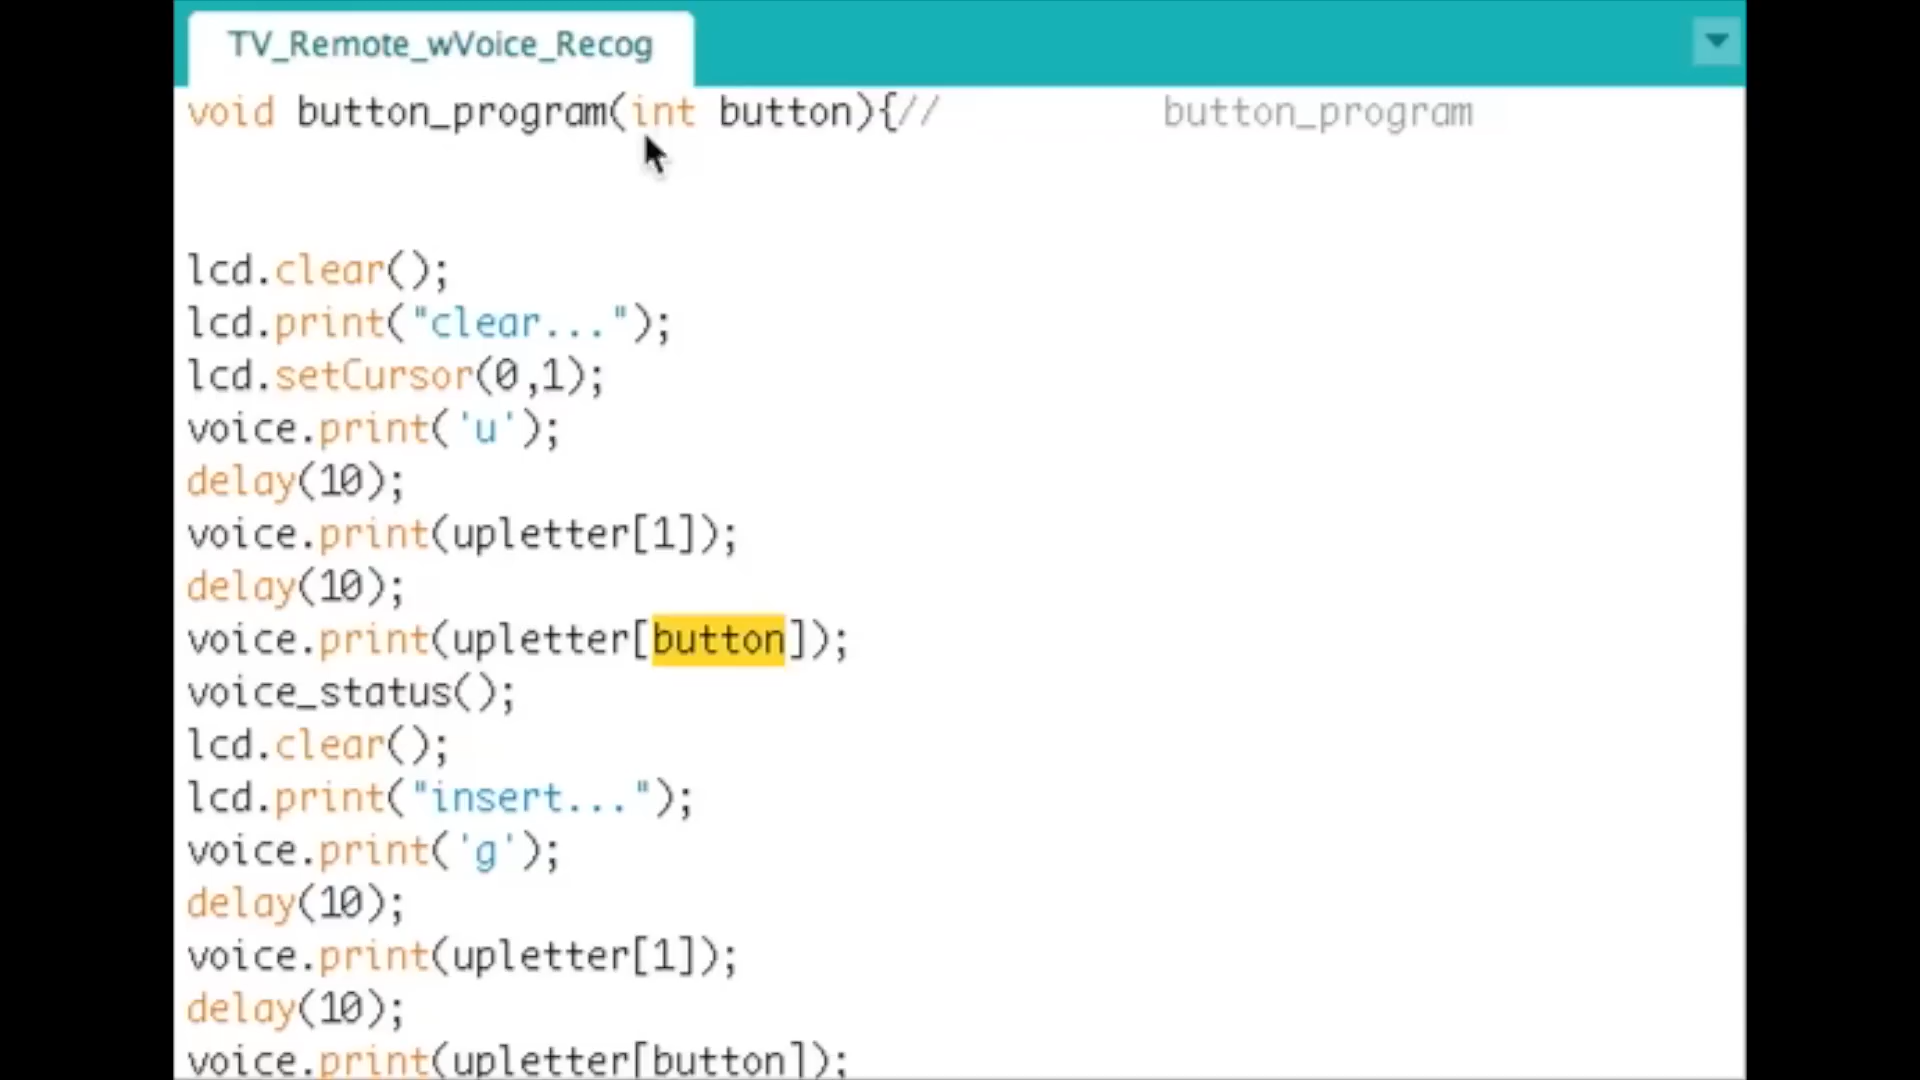 TV_Remote_wVoice_Recog
void button_program(int button){// button_program
lcd.clear();
lcd.print("clear...");
lcd.setCursor(0,1);
voice.print('u');
delay(10);
voice.print(upletter[1]);
delay(10);
voice.print(upletter[button]);
voice_status();
lcd.clear();
lcd.print("insert...");
voice.print('g');
delay(10);
voice.print(upletter[1]);
delay(10);
voice.print(upletter[button]);